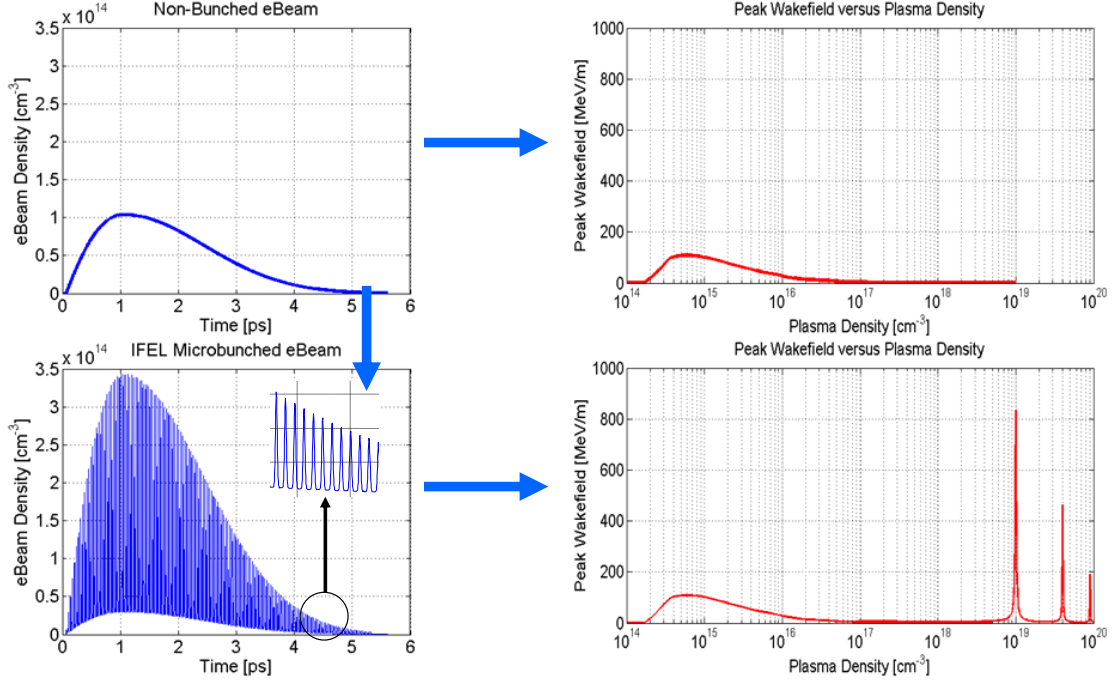 Non-Bunched eBeam
x 10^14
3.5
3
2.5
2
1.5
1
0.5
0
eBeam Density [cm^-3]
0 1 2 3 4 5 6
Time [ps]
Peak Wakefield versus Plasma Density
1000
800
600
400
200
0
Peak Wakefield [MeV/m]
10^14 10^15 10^16 10^17 10^18 10^19 10^20
Plasma Density [cm^-3]
IFEL Microbunched eBeam
x 10^14
3.5
3
2.5
2
1.5
1
0.5
0
eBeam Density [cm^-3]
0 1 2 3 4 5 6
Time [ps]
Peak Wakefield versus Plasma Density
1000
800
600
400
200
0
Peak Wakefield [MeV/m]
10^14 10^15 10^16 10^17 10^18 10^19 10^20
Plasma Density [cm^-3]